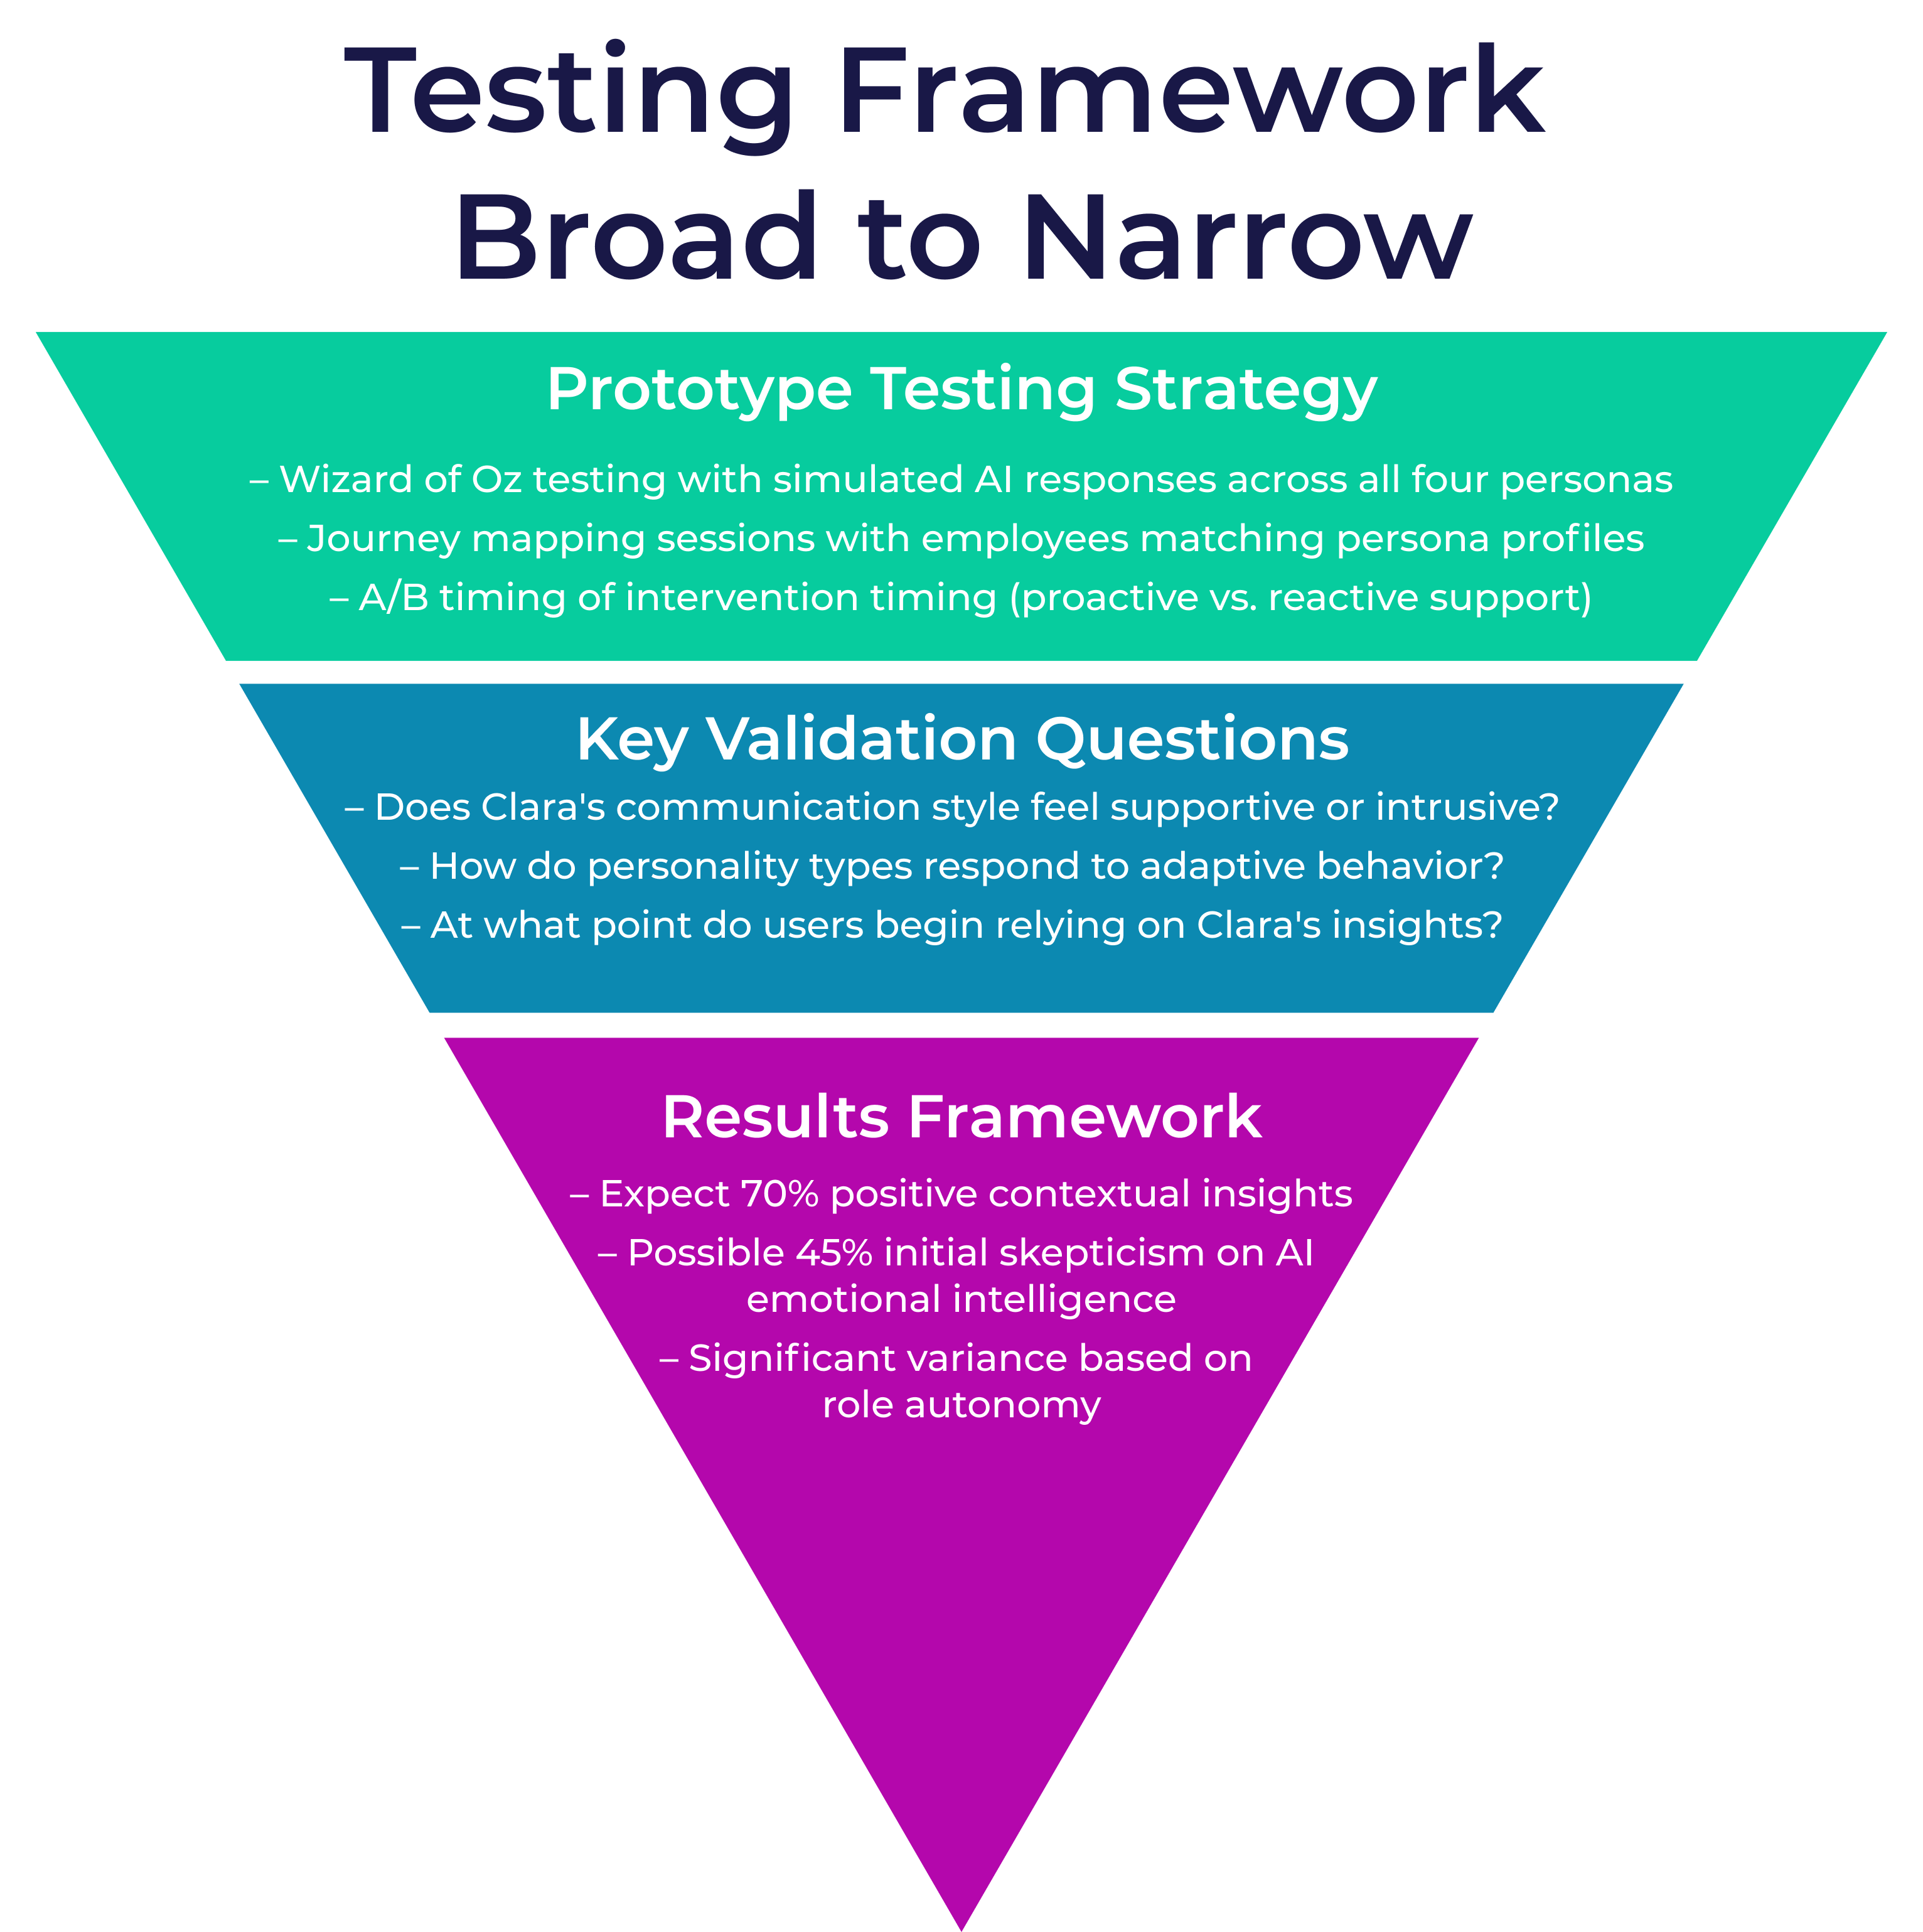 Testing Framework
Broad to Narrow
Prototype Testing Strategy
– Wizard of Oz testing with simulated AI responses across all four personas
– Journey mapping sessions with employees matching persona profiles
– A/B timing of intervention timing (proactive vs. reactive support)
Key Validation Questions
– Does Clara's communication style feel supportive or intrusive?
– How do personality types respond to adaptive behavior?
– At what point do users begin relying on Clara's insights?
Results Framework
– Expect 70% positive contextual insights
– Possible 45% initial skepticism on AI
emotional intelligence
– Significant variance based on
role autonomy